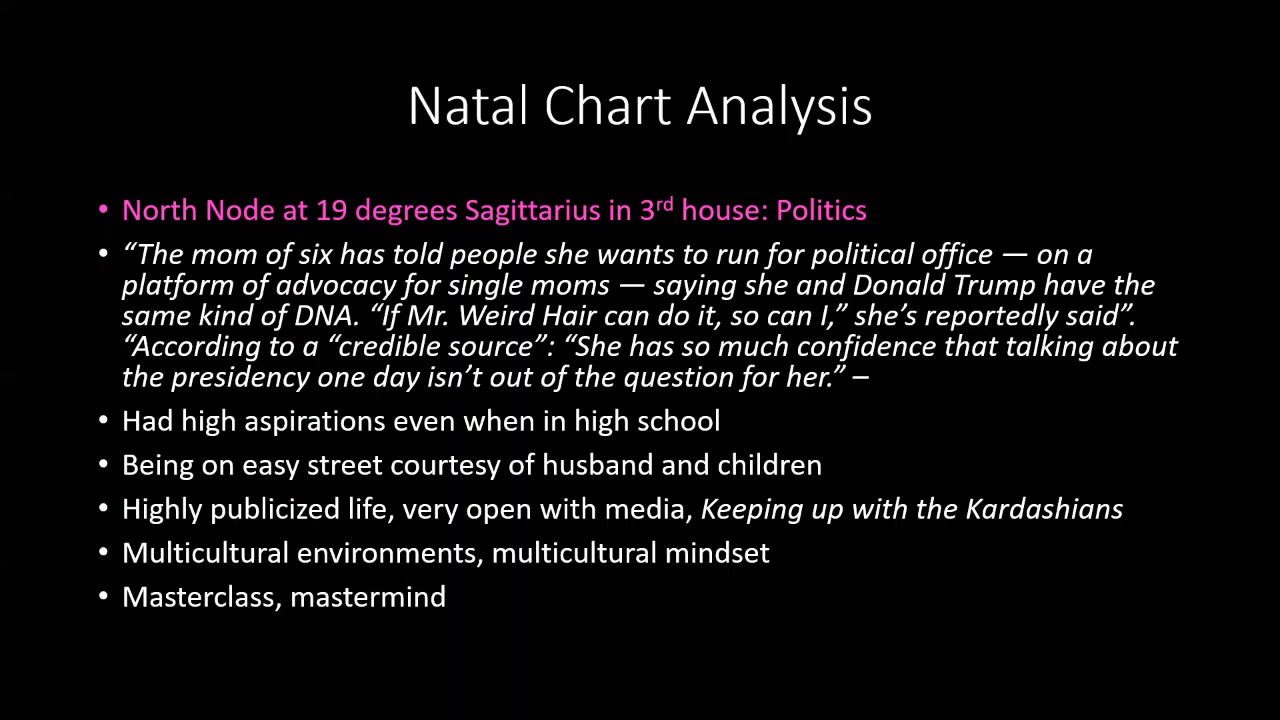 Natal Chart Analysis
• North Node at 19 degrees Sagittarius in 3rd house: Politics
• “The mom of six has told people she wants to run for political office — on a
platform of advocacy for single moms — saying she and Donald Trump have the
same kind of DNA. “If Mr. Weird Hair can do it, so can I,” she’s reportedly said”.
“According to a “credible source”: “She has so much confidence that talking about
the presidency one day isn’t out of the question for her.” –
• Had high aspirations even when in high school
• Being on easy street courtesy of husband and children
• Highly publicized life, very open with media, Keeping up with the Kardashians
• Multicultural environments, multicultural mindset
• Masterclass, mastermind